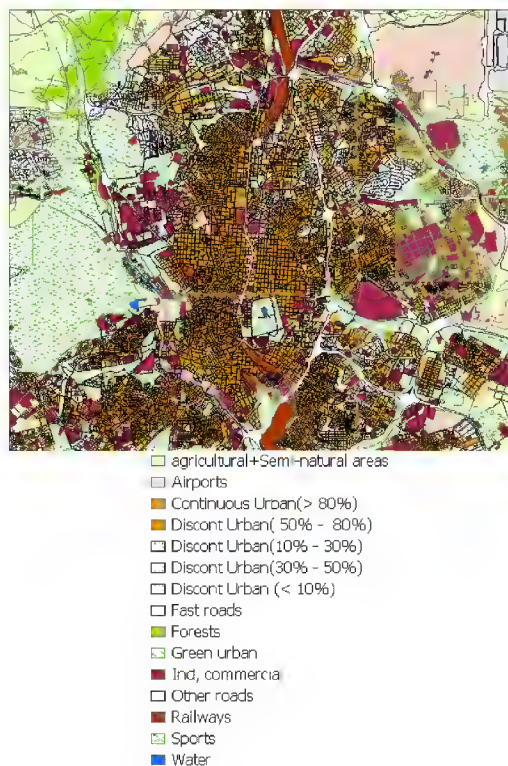 agricultural+Semi-natural areas
Airports
Continuous Urban(> 80%)
Discont Urban( 50% - 80%)
Discont Urban(10% - 30%)
Discont Urban(30% - 50%)
Discont Urban (< 10%)
Fast roads
Forests
Green urban
Ind, commercia
Other roads
Railways
Sports
Water